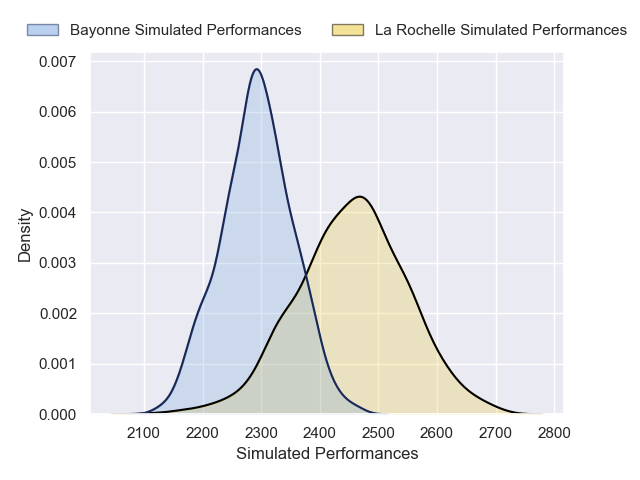 Bayonne Simulated Performances La Rochelle Simulated Performances
0.007
0.006
0.005
0.004
0.003
0.002
0.001
0.000
Density
2100 2200 2300 2400 2500 2600 2700 2800
Simulated Performances